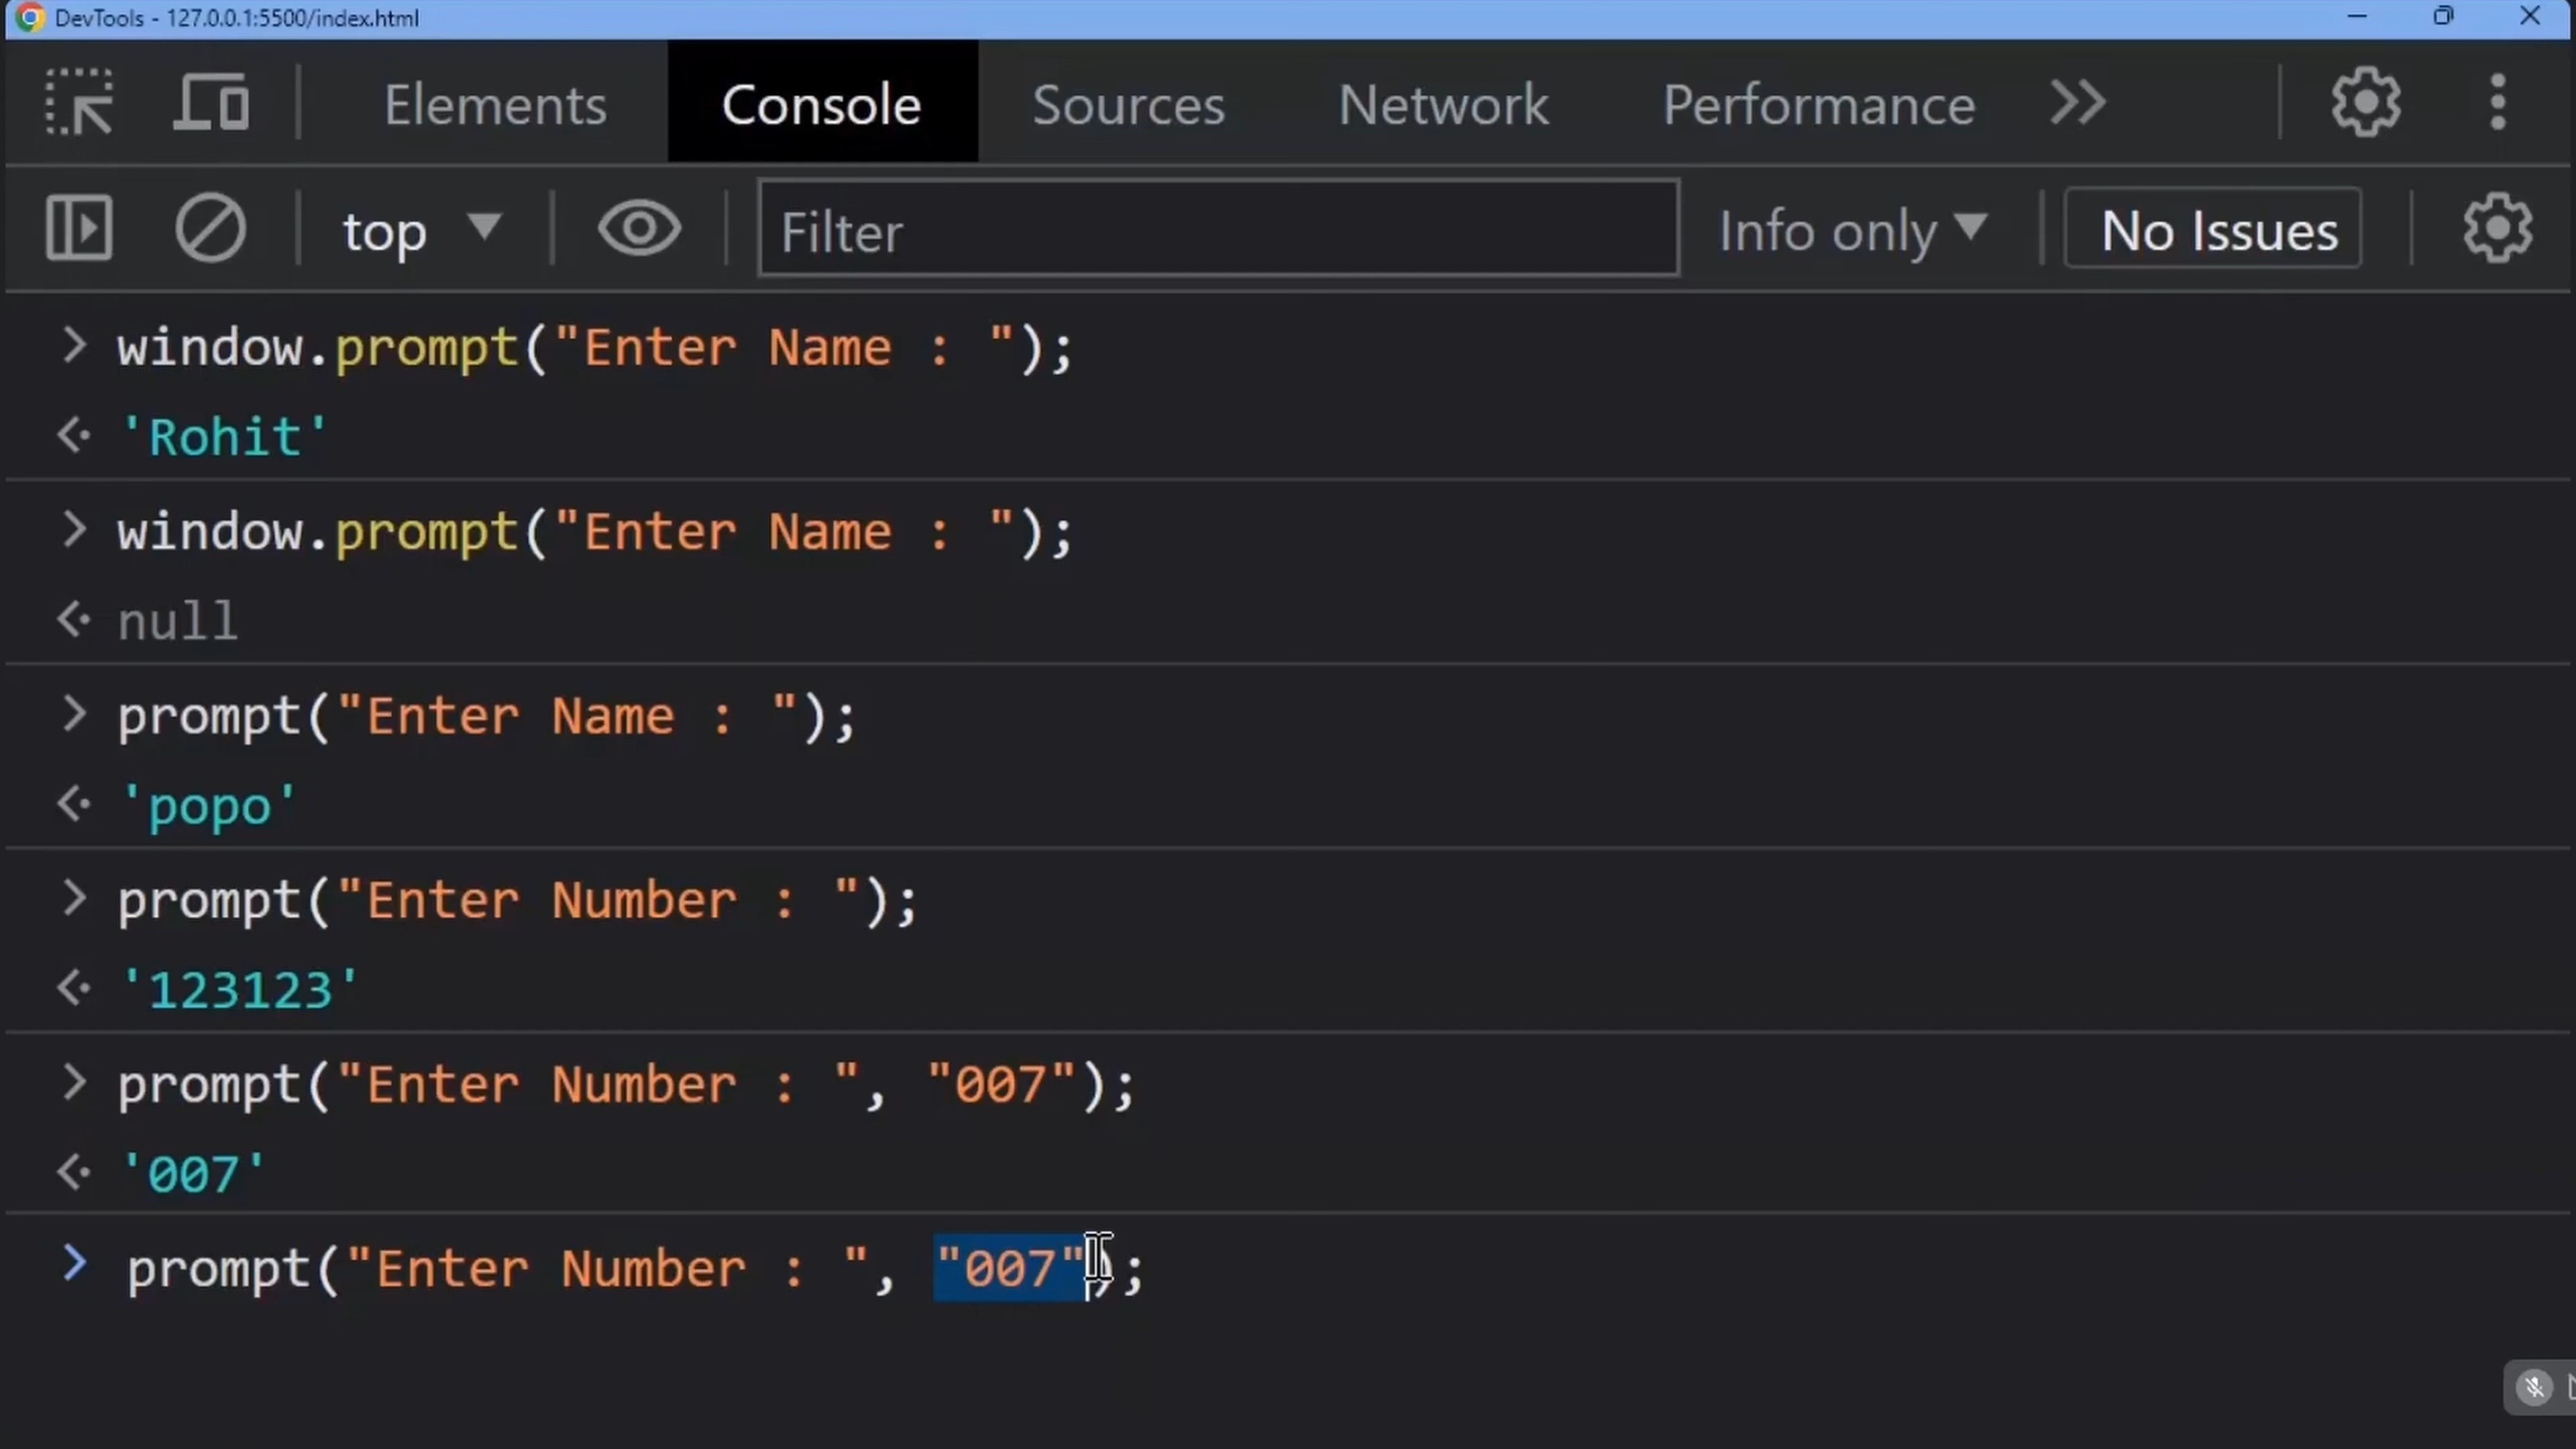 DevTools - 127.0.0.1:5500/index.html
Elements Console Sources Network Performance
top Filter Info only No Issues
> window.prompt("Enter Name : ");
'Rohit'
> window.prompt("Enter Name : ");
null
> prompt("Enter Name : ");
'popo'
> prompt("Enter Number : ");
'123123'
> prompt("Enter Number : ", "007");
'007'
> prompt("Enter Number : ", "007");